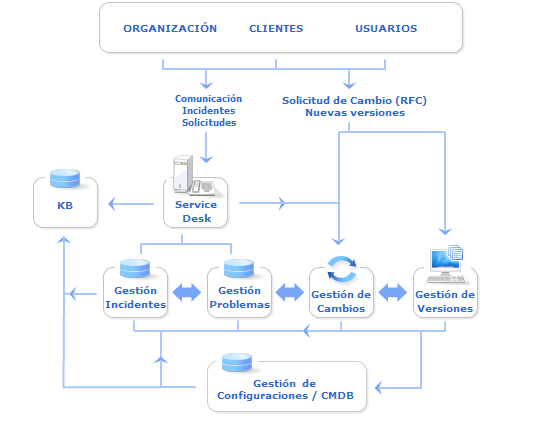 ORGANIZACIÓN CLIENTES USUARIOS
Comunicación
Incidentes
Solicitudes
Solicitud de Cambio (RFC)
Nuevas versiones
KB
Service
Desk
Gestión
Incidentes
Gestión
Problemas
Gestión de
Cambios
Gestión de
Versiones
Gestión de
Configuraciones / CMDB